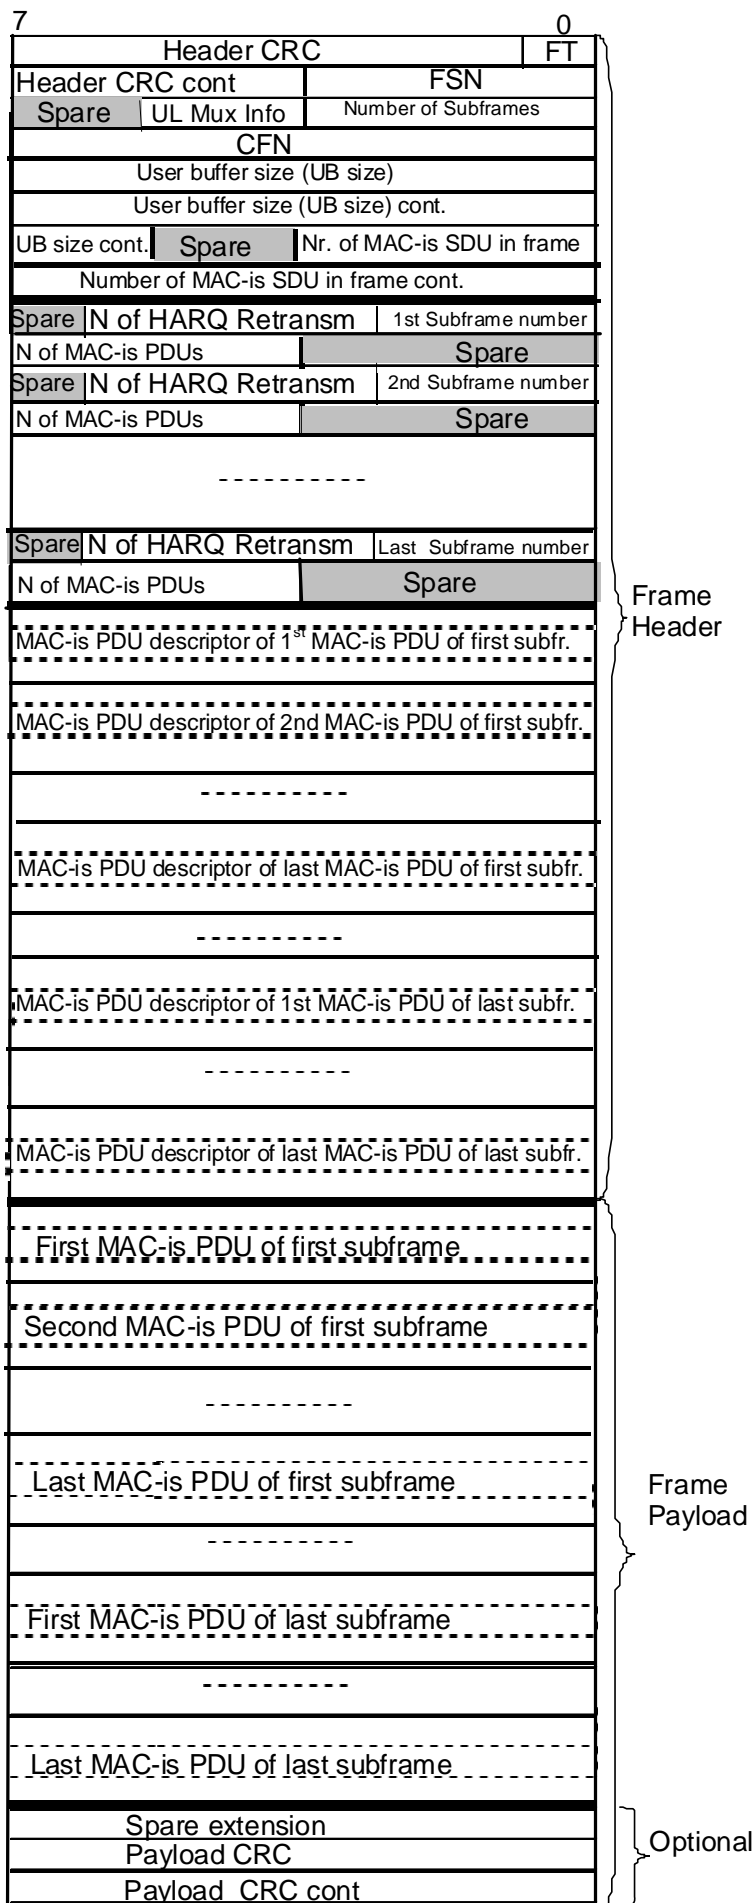 7 0
Header CRC FT
Header CRC cont FSN
Spare UL Mux Info Number of Subframes
CFN
User buffer size (UB size)
User buffer size (UB size) cont.
UB size cont. Spare Nr. of MAC-is SDU in frame
Number of MAC-is SDU in frame cont.
Spare N of HARQ Retransm 1st Subframe number
N of MAC-is PDUs Spare
Spare N of HARQ Retransm 2nd Subframe number
N of MAC-is PDUs Spare
Spare N of HARQ Retransm Last Subframe number
N of MAC-is PDUs Spare
Frame
Header
MAC-is PDU descriptor of 1st MAC-is PDU of first subfr.
MAC-is PDU descriptor of 2nd MAC-is PDU of first subfr.
MAC-is PDU descriptor of last MAC-is PDU of first subfr.
MAC-is PDU descriptor of 1st MAC-is PDU of last subfr.
MAC-is PDU descriptor of last MAC-is PDU of last subfr.
First MAC-is PDU of first subframe
Second MAC-is PDU of first subframe
Last MAC-is PDU of first subframe
Frame
Payload
First MAC-is PDU of last subframe
Last MAC-is PDU of last subframe
Spare extension
Payload CRC
Optional
Payload CRC cont